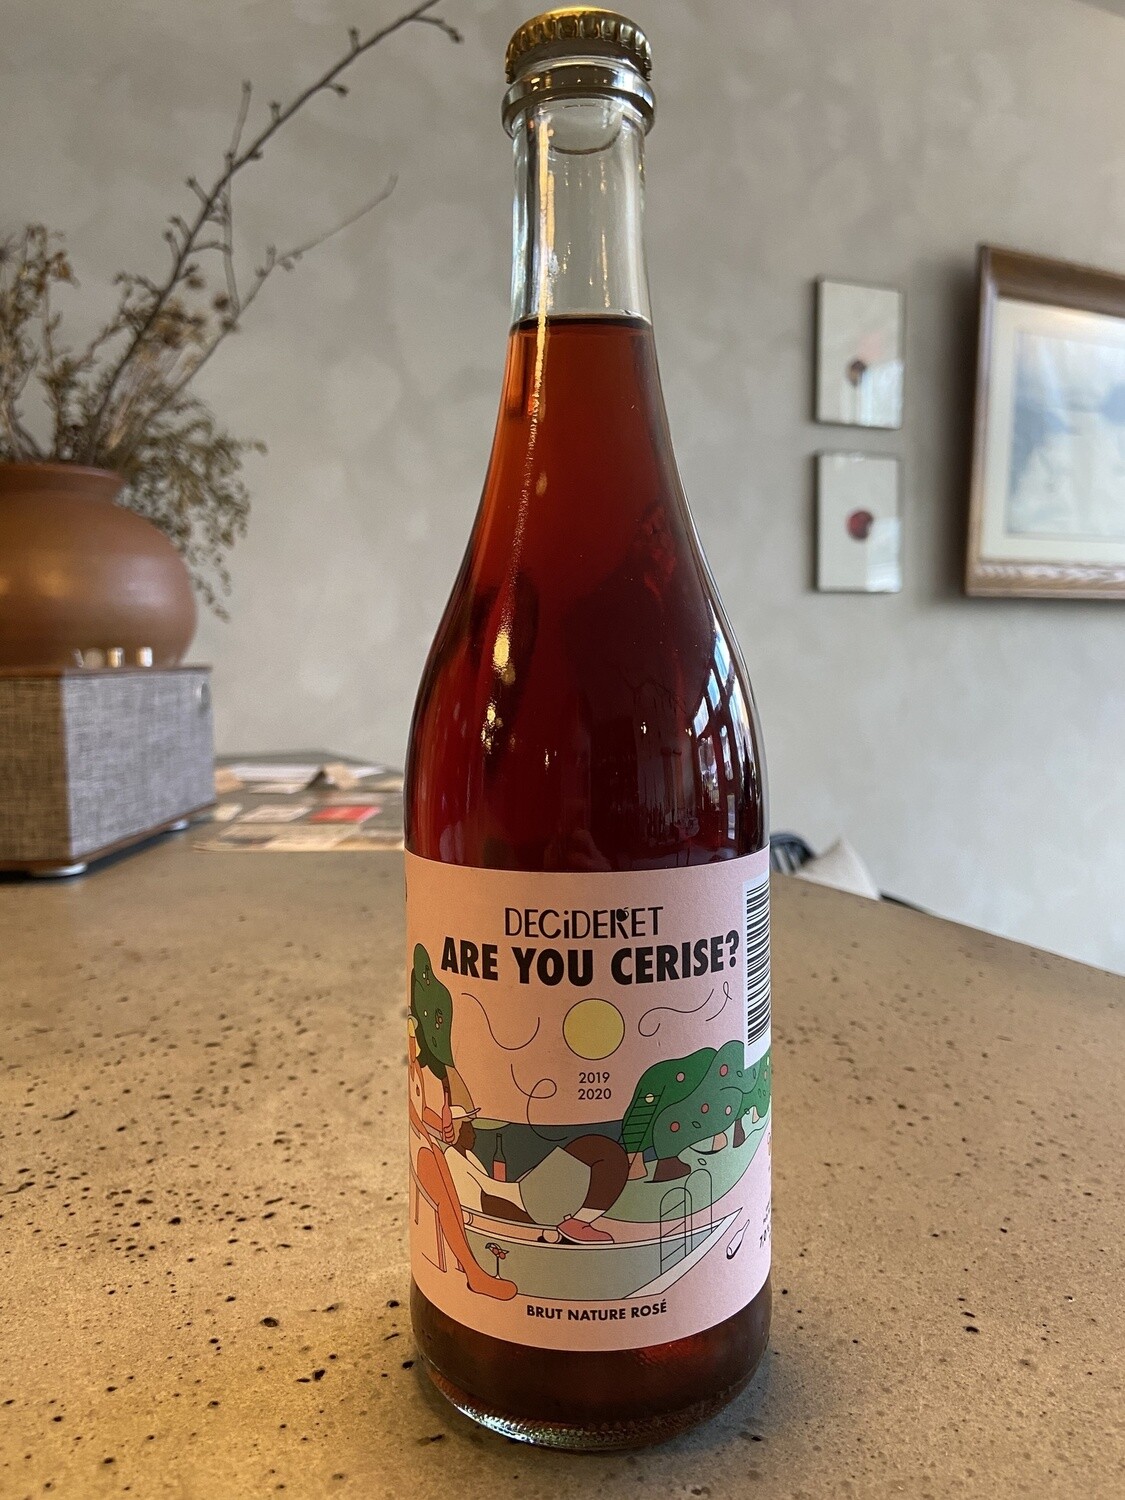 DECiDERET
ARE YOU CERISE?
2019
2020
BRUT NATURE ROSÉ